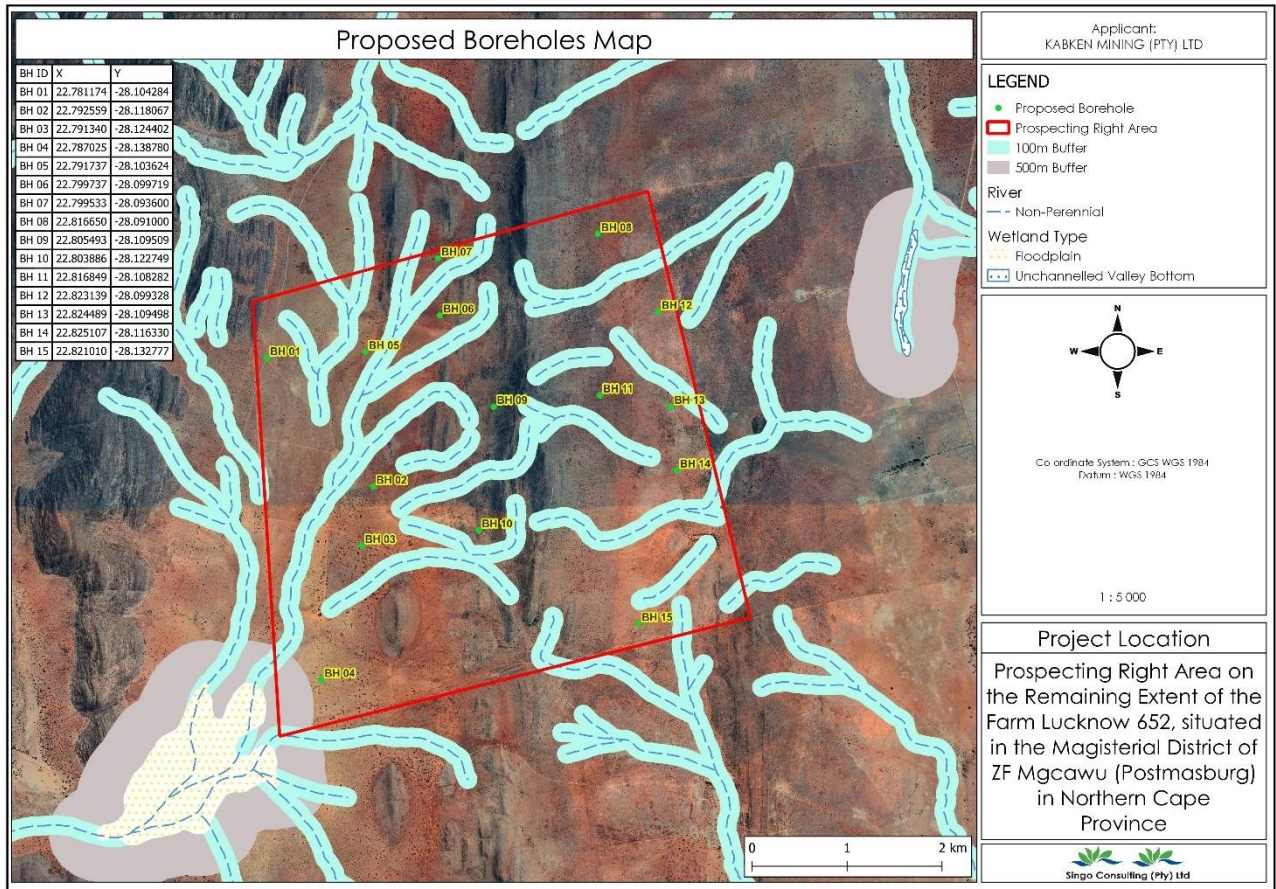 Proposed Boreholes Map
BH ID X Y
BH 01 22.781174 -28.104284
BH 02 22.792559 -28.118067
BH 03 22.791340 -28.124402
BH 04 22.787025 -28.138780
BH 05 22.791737 -28.103624
BH 06 22.799737 -28.099719
BH 07 22.799533 -28.093600
BH 08 22.816650 -28.091000
BH 09 22.805493 -28.109509
BH 10 22.803886 -28.122749
BH 11 22.816849 -28.108282
BH 12 22.823139 -28.099328
BH 13 22.824489 -28.109498
BH 14 22.825107 -28.116330
BH 15 22.821010 -28.132777
BH 08
BH 07
BH 06
BH 12
BH 05
BH 01
BH 11
BH 09
BH 13
BH 14
BH 02
BH 10
BH 03
BH 15
BH 04
0 1 2 km
Applicant:
KABKEN MINING (PTY) LTD
LEGEND
Proposed Borehole
Prospecting Right Area
100m Buffer
500m Buffer
River
Non-Perennial
Wetland Type
Floodplain
Unchannelled Valley Bottom
N
W E
S
Co ordinate System : GCS WGS 1984
Datum : WGS 1984
1 : 5 000
Project Location
Prospecting Right Area on
the Remaining Extent of the
Farm Lucknow 652, situated
in the Magisterial District of
ZF Mgcawu (Postmasburg)
in Northern Cape
Province
Singo Consulting (Pty) Ltd